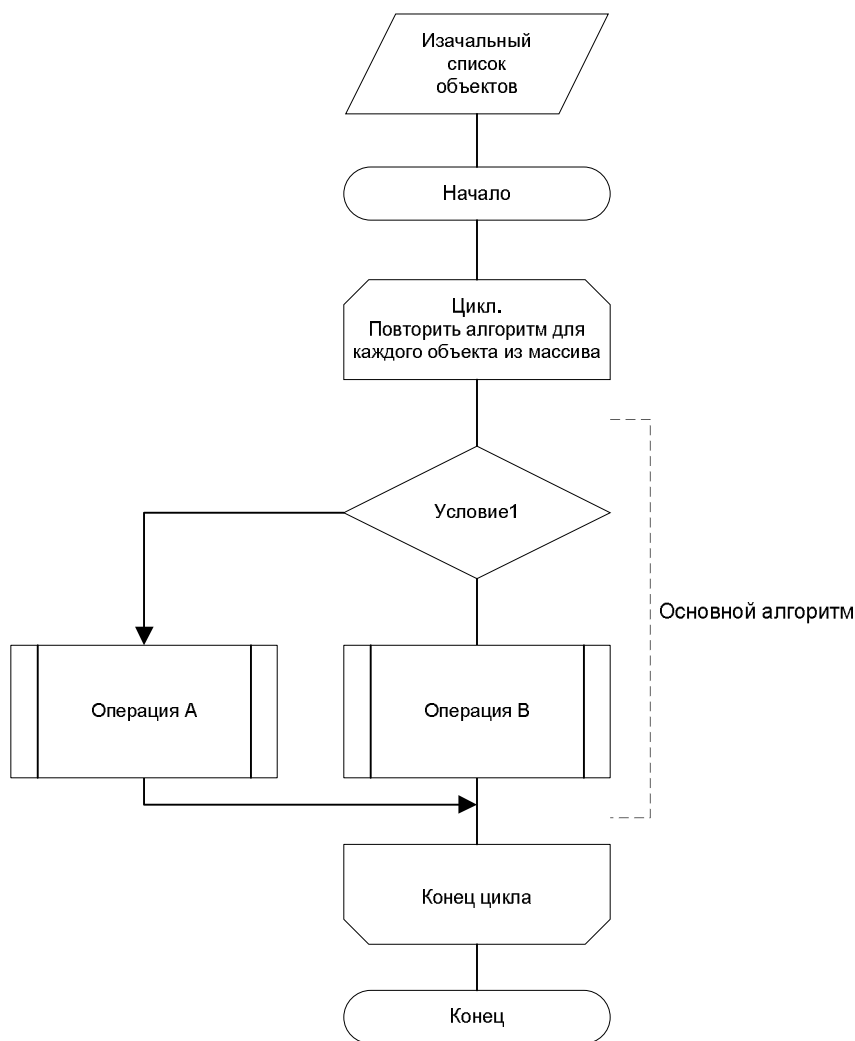 Изачальный
список
объектов
Начало
Цикл.
Повторить алгоритм для
каждого объекта из массива
Условие1
Основной алгоритм
Операция А
Операция В
Конец цикла
Конец